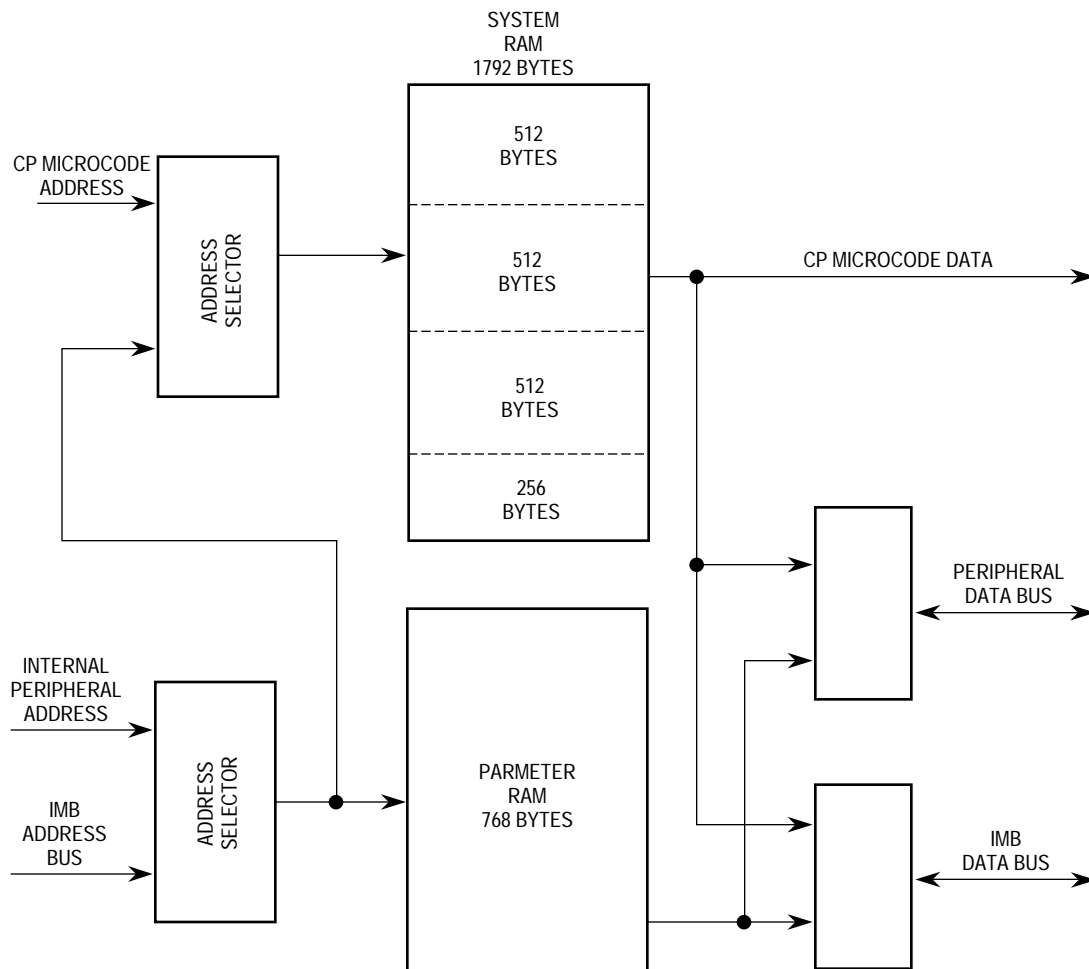 SYSTEM
RAM
1792 BYTES
512
BYTES
CP MICROCODE
ADDRESS
ADDRESS
SELECTOR
512
BYTES
CP MICROCODE DATA
512
BYTES
256
BYTES
PERIPHERAL
DATA BUS
INTERNAL
PERIPHERAL
ADDRESS
ADDRESS
SELECTOR
PARMETER
RAM
768 BYTES
IMB
ADDRESS
BUS
IMB
DATA BUS